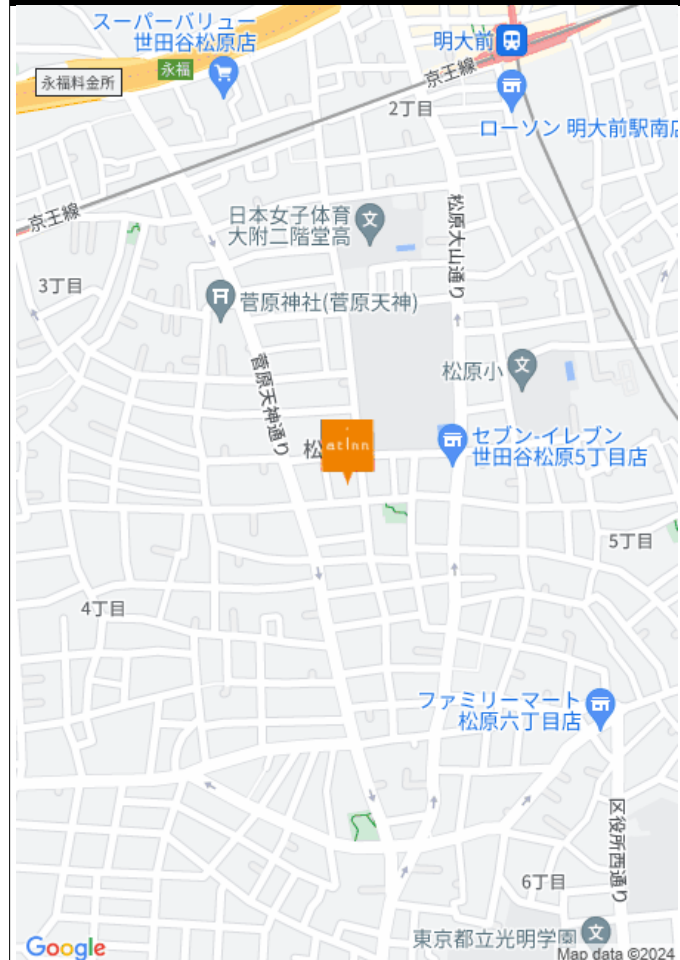 スーパーバリュー
世田谷松原店
明大前
永福
永福料金所
京王線
2丁目
ローソン 明大前駅南店
日本女子体育
大附二階堂高
松原大山通り
京王線
3丁目
菅原神社(菅原天神)
松原小
菅原天神通り
松
atinn
セブン-イレブン
世田谷松原5丁目店
5丁目
4丁目
ファミリーマート
松原六丁目店
区役所西通り
6丁目
東京都立光明学園
Google
Map data ©2024